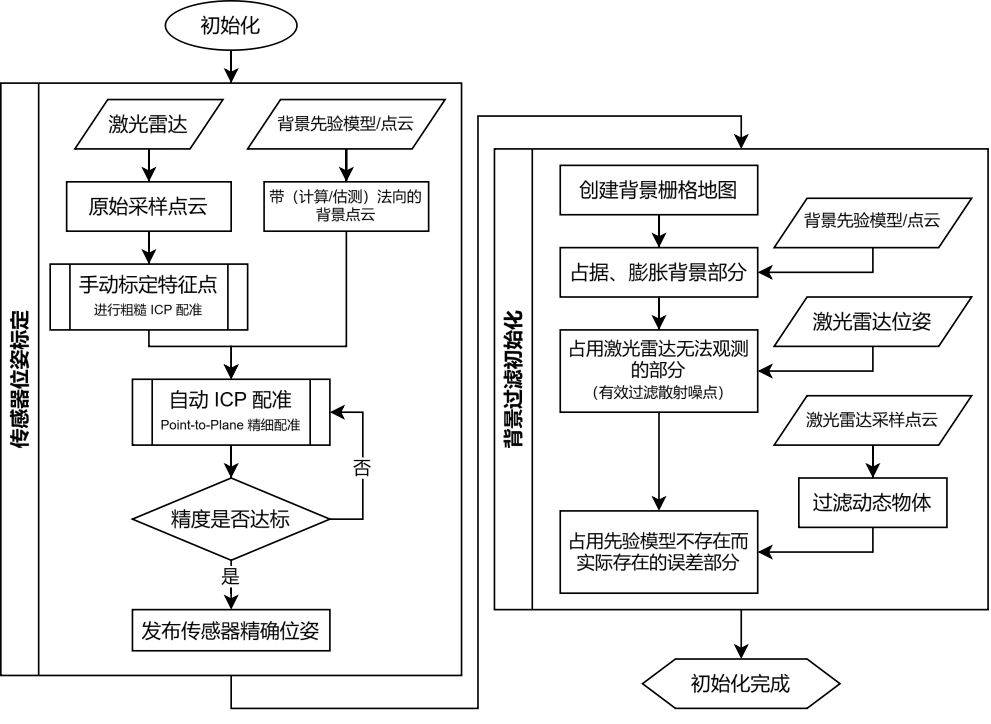 初始化
传感器位姿标定
激光雷达
背景先验模型/点云
原始采样点云
带（计算/估测）法向的
背景点云
手动标定特征点
进行粗糙 ICP 配准
自动 ICP 配准
Point-to-Plane 精细配准
否
精度是否达标
是
发布传感器精确位姿
背景过滤初始化
创建背景栅格地图
背景先验模型/点云
占据、膨胀背景部分
激光雷达位姿
占用激光雷达无法观测
的部分
（有效过滤散射噪点）
激光雷达采样点云
过滤动态物体
占用先验模型不存在而
实际存在的误差部分
初始化完成